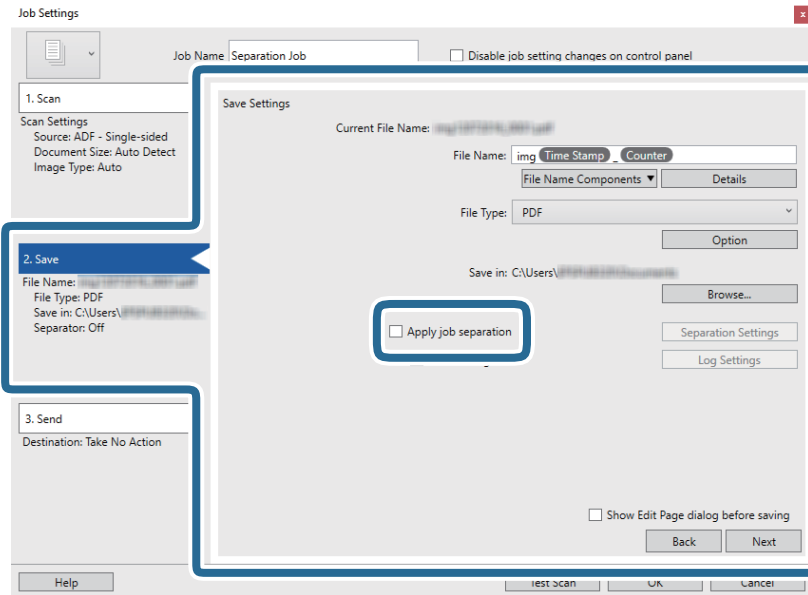 Job Settings
x
Job Name Separation Job
Disable job setting changes on control panel
1. Scan
Scan Settings
Source: ADF - Single-sided
Document Size: Auto Detect
Image Type: Auto
2. Save
File Name:
File Type: PDF
Save in: C:\Users\
Separator: Off
3. Send
Destination: Take No Action
Save Settings
Current File Name:
File Name: img Time Stamp _ Counter
File Name Components ▼ Details
File Type: PDF
Option
Save in: C:\Users\
Browse...
Apply job separation
Separation Settings
Log Settings
Show Edit Page dialog before saving
Back Next
Help Test Scan OK Cancel